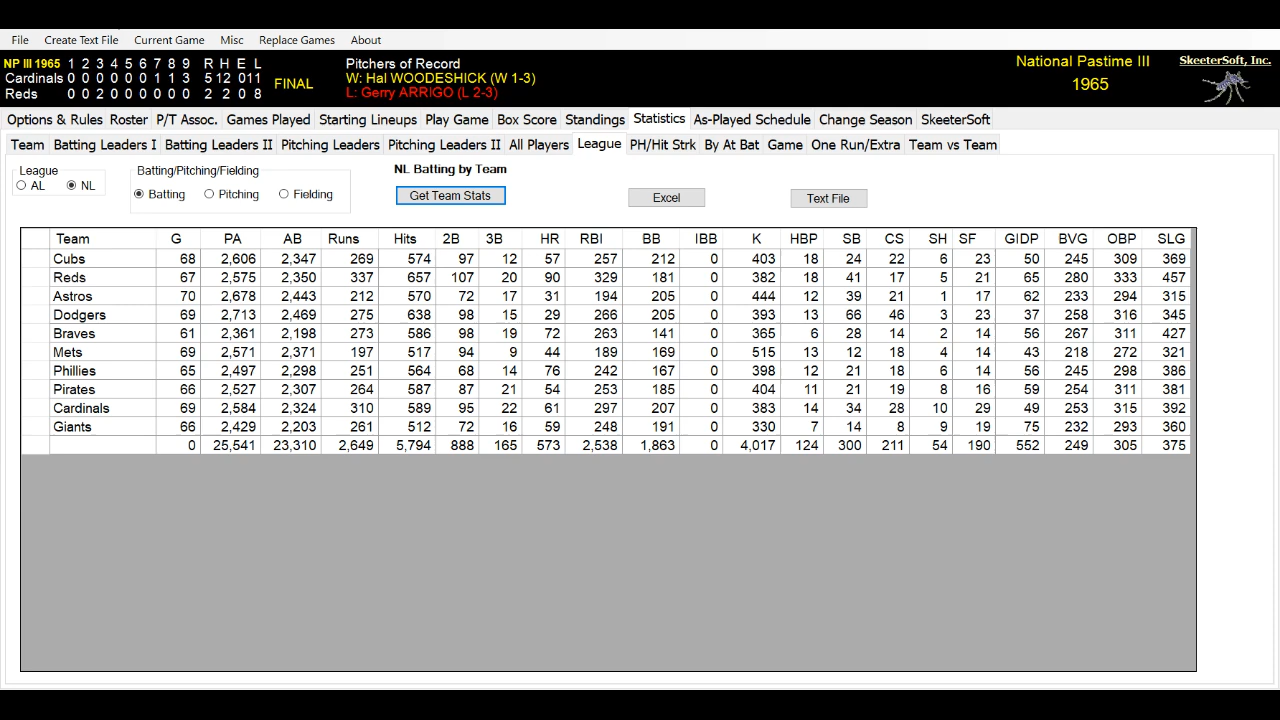 File Create Text File Current Game Misc Replace Games About
NP III 1965 1 2 3 4 5 6 7 8 9 R H E L
Cardinals 0 0 0 0 0 0 1 1 3 5 12 0 11
Reds 0 0 2 0 0 0 0 0 0 2 2 0 8
FINAL
Pitchers of Record
W: Hal WOODESHICK (W 1-3)
L: Gerry ARRIGO (L 2-3)
National Pastime III
1965
SkeeterSoft, Inc.
Options & Rules Roster P/T Assoc. Games Played Starting Lineups Play Game Box Score Standings Statistics As-Played Schedule Change Season SkeeterSoft
Team Batting Leaders I Batting Leaders II Pitching Leaders Pitching Leaders II All Players League PH/Hit Strk By At Bat Game One Run/Extra Team vs Team
League
AL NL
Batting/Pitching/Fielding
Batting Pitching Fielding
NL Batting by Team
Get Team Stats
Excel
Text File
Team G PA AB Runs Hits 2B 3B HR RBI BB IBB K HBP SB CS SH SF GIDP BVG OBP SLG
Cubs 68 2,606 2,347 269 574 97 12 57 257 212 0 403 18 24 22 6 23 50 245 309 369
Reds 67 2,575 2,350 337 657 107 20 90 329 181 0 382 18 41 17 5 21 65 280 333 457
Astros 70 2,678 2,443 212 570 72 17 31 194 205 0 444 12 39 21 1 17 62 233 294 315
Dodgers 69 2,713 2,469 275 638 98 15 29 266 205 0 393 13 66 46 3 23 37 258 316 345
Braves 61 2,361 2,198 273 586 98 19 72 263 141 0 365 6 28 14 2 14 56 267 311 427
Mets 69 2,571 2,371 197 517 94 9 44 189 169 0 515 13 12 18 4 14 43 218 272 321
Phillies 65 2,497 2,298 251 564 68 14 76 242 167 0 398 12 21 18 6 14 56 245 298 386
Pirates 66 2,527 2,307 264 587 87 21 54 253 185 0 404 11 21 19 8 16 59 254 311 381
Cardinals 69 2,584 2,324 310 589 95 22 61 297 207 0 383 14 34 28 10 29 49 253 315 392
Giants 66 2,429 2,203 261 512 72 16 59 248 191 0 330 7 14 8 9 19 75 232 293 360
0 25,541 23,310 2,649 5,794 888 165 573 2,538 1,863 0 4,017 124 300 211 54 190 552 249 305 375